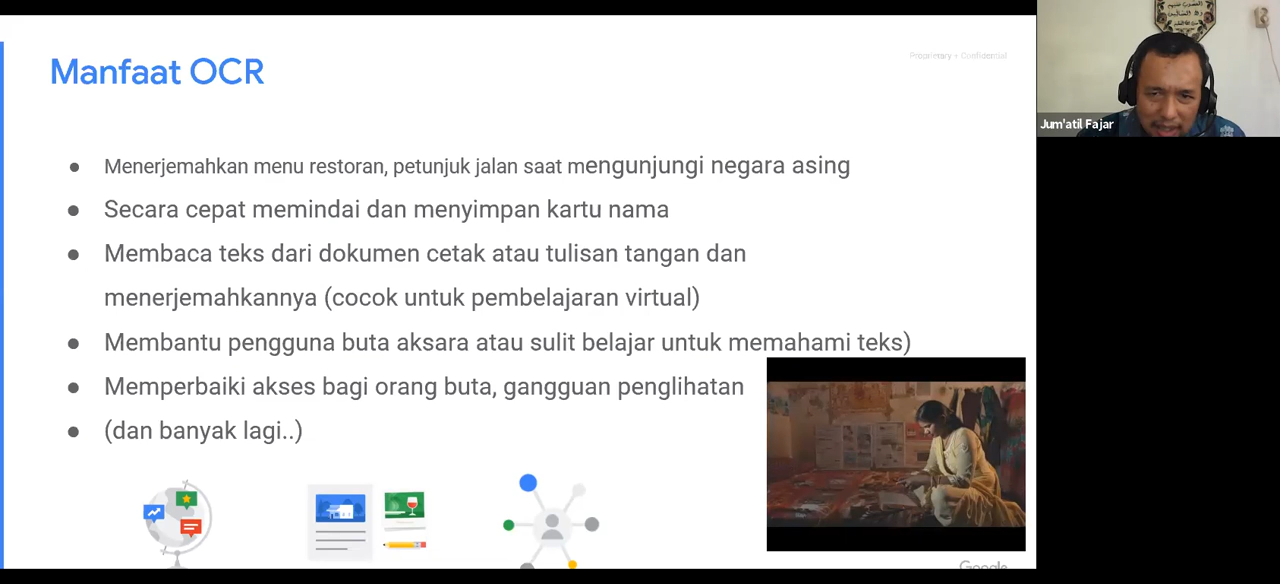 Manfaat OCR
Proprietary + Confidential
Jum'atil Fajar
● Menerjemahkan menu restoran, petunjuk jalan saat mengunjungi negara asing
● Secara cepat memindai dan menyimpan kartu nama
● Membaca teks dari dokumen cetak atau tulisan tangan dan
menerjemahkannya (cocok untuk pembelajaran virtual)
● Membantu pengguna buta aksara atau sulit belajar untuk memahami teks)
● Memperbaiki akses bagi orang buta, gangguan penglihatan
● (dan banyak lagi..)
Google